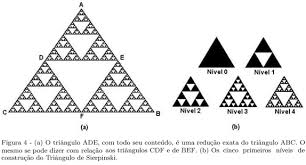 A
D
E
C
F
B
(a)
Nível 0
Nível 1
Nível 2
Nível 3
Nível 4
(b)
Figura 4 - (a) O triângulo ADE, com todo seu conteúdo, é uma redução exata do triângulo ABC. O
mesmo se pode dizer com relação aos triângulos CDF e de BEF. (b) Os cinco primeiros níveis de
construção do Triângulo de Sierpinski.